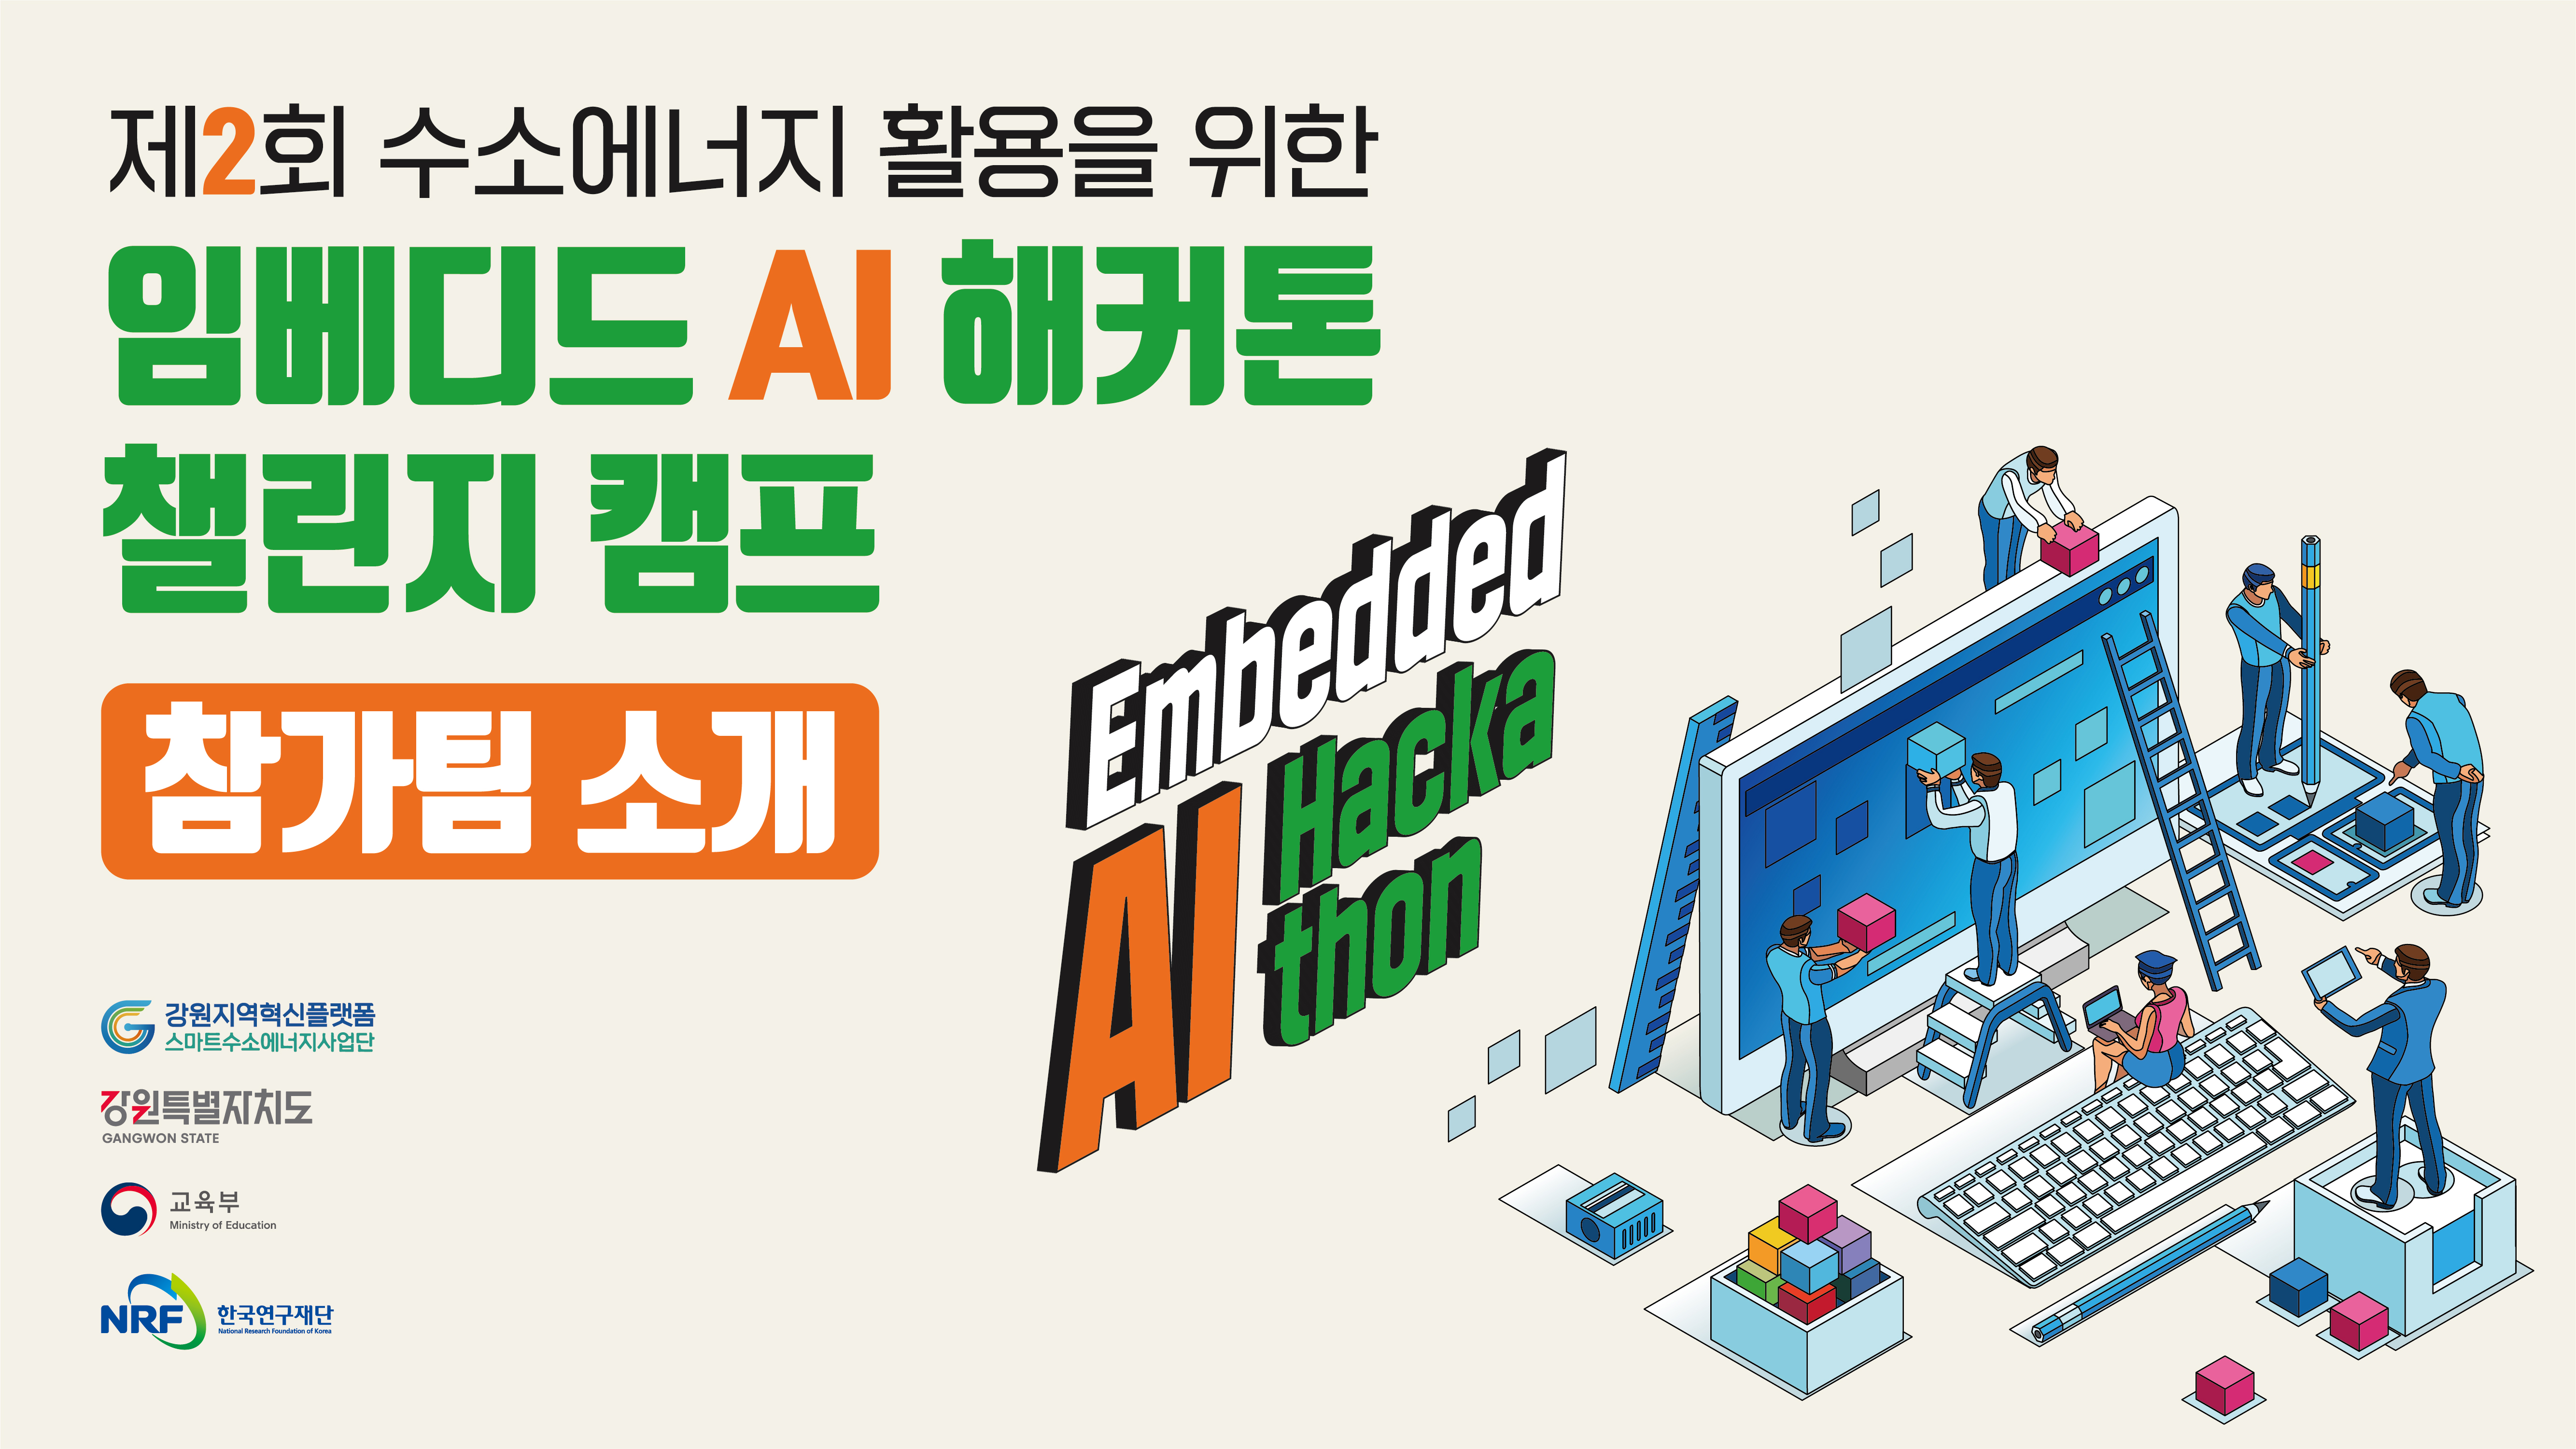 제2회 수소에너지 활용을 위한
임베디드 AI 해커톤
챌린지 캠프
참가팀 소개
Embedded
AI Hacka
thon
강원지역혁신플랫폼
스마트수소에너지사업단
강원특별자치도
GANGWON STATE
교육부
Ministry of Education
NRF 한국연구재단
National Research Foundation of Korea